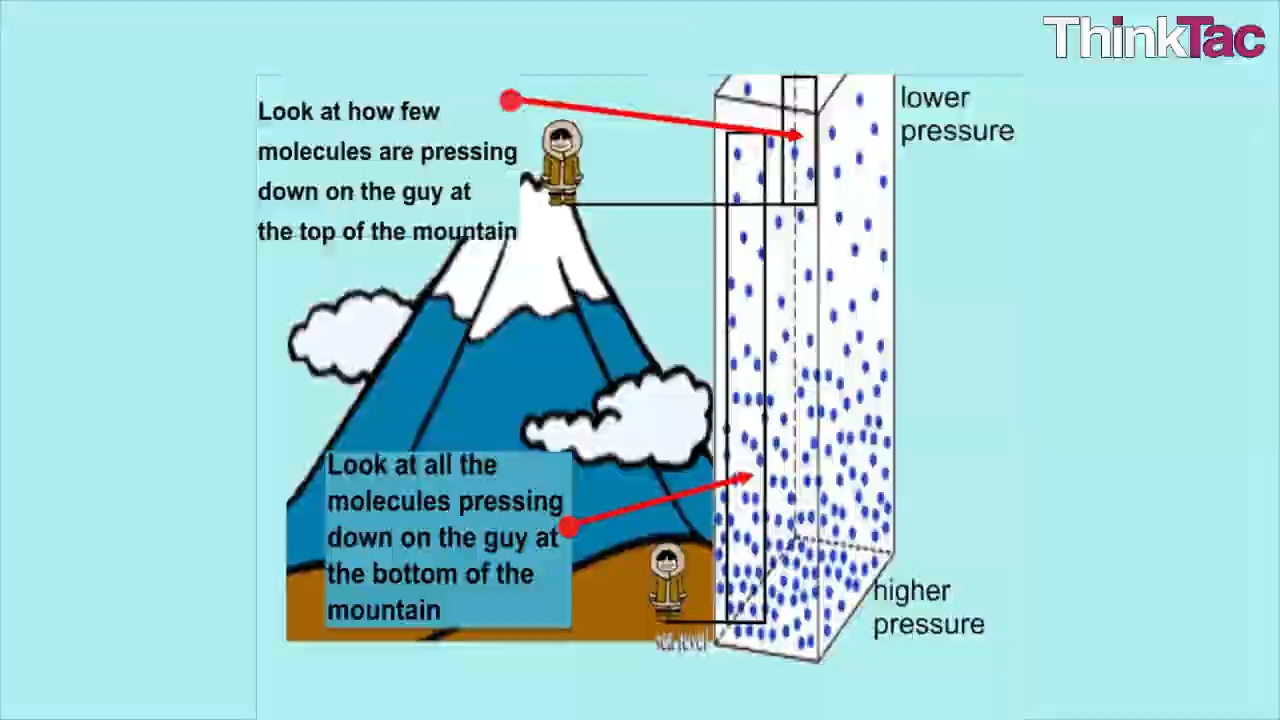 ThinkTac
Look at how few
molecules are pressing
down on the guy at
the top of the mountain
lower
pressure
Look at all the
molecules pressing
down on the guy at
the bottom of the
mountain
higher
pressure
sea level